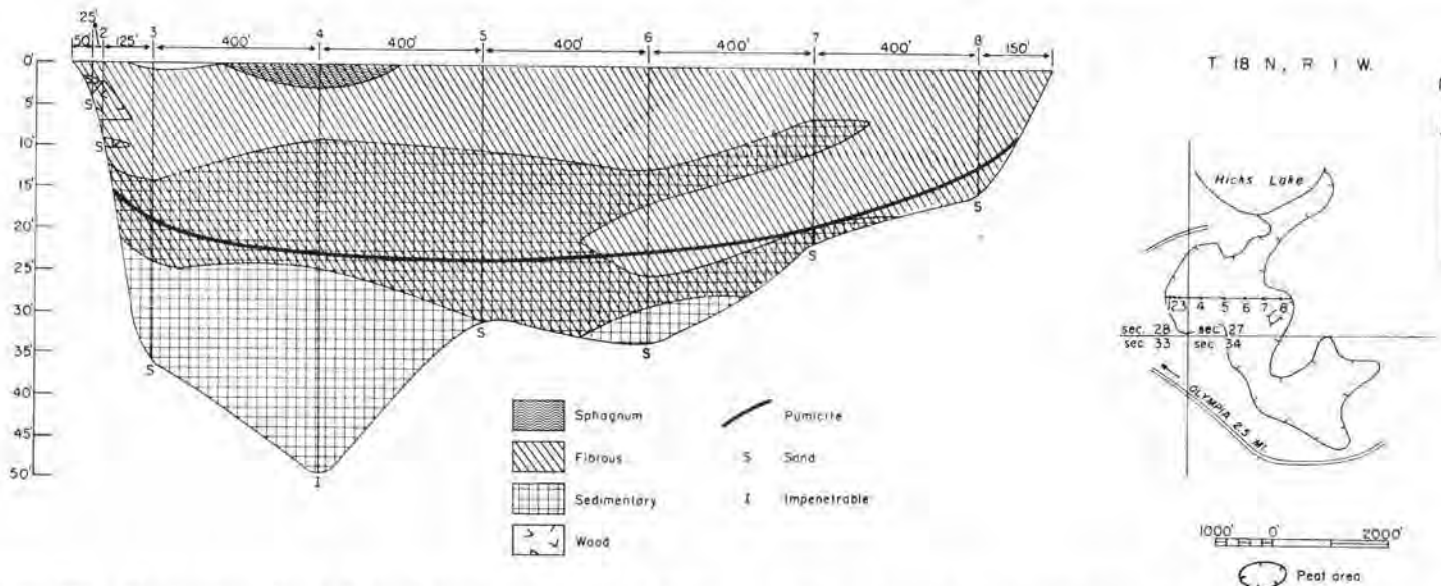 25'
50' 2 125' 3 400' 4 400' 5 400' 6 400' 7 400' 8 150'
0'
5'
10'
15'
20'
25'
30'
35'
40'
45'
50'
S
S
S
I
S
S
S
S
Sphagnum
Fibrous
Sedimentary
Wood
Pumicite
S Sand
I Impenetrable
T 18 N, R 1 W.
Hicks Lake
1 2 3 4 5 6 7 8
sec. 28 sec. 27
sec. 33 sec. 34
OLYMPIA 2.5 MI.
1000' 0' 2000'
Peat area